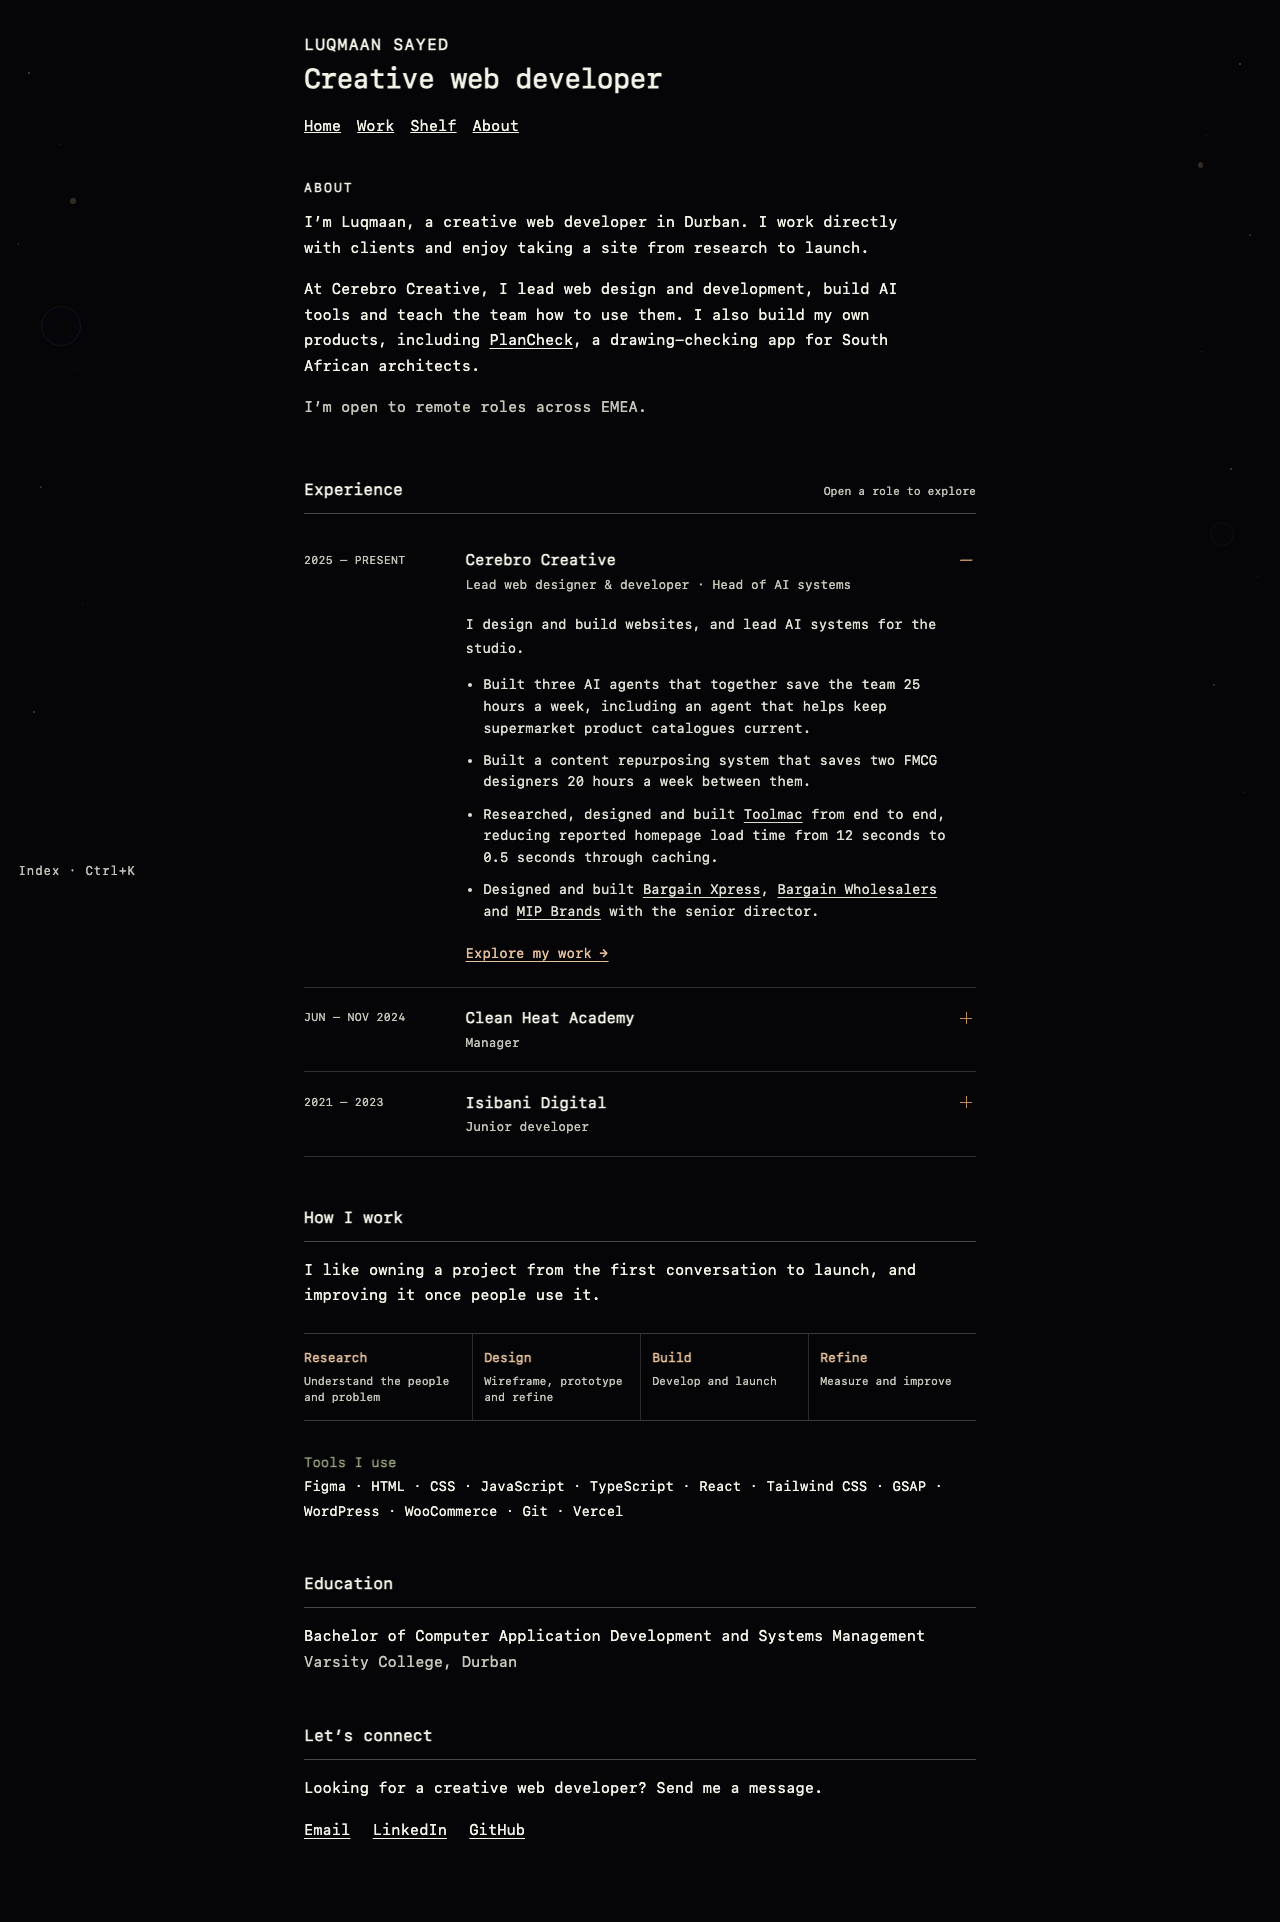 LUQMAAN SAYED
Creative web developer
Home Work Shelf About
ABOUT
I’m Luqmaan, a creative web developer in Durban. I work directly
with clients and enjoy taking a site from research to launch.
At Cerebro Creative, I lead web design and development, build AI
tools and teach the team how to use them. I also build my own
products, including PlanCheck, a drawing-checking app for South
African architects.
I’m open to remote roles across EMEA.
Experience
Open a role to explore
2025 — PRESENT
Cerebro Creative
Lead web designer & developer · Head of AI systems
I design and build websites, and lead AI systems for the
studio.
• Built three AI agents that together save the team 25
hours a week, including an agent that helps keep
supermarket product catalogues current.
• Built a content repurposing system that saves two FMCG
designers 20 hours a week between them.
• Researched, designed and built Toolmac from end to end,
reducing reported homepage load time from 12 seconds to
0.5 seconds through caching.
Index · Ctrl+K
• Designed and built Bargain Xpress, Bargain Wholesalers
and MIP Brands with the senior director.
Explore my work →
JUN — NOV 2024
Clean Heat Academy
Manager
2021 — 2023
Isibani Digital
Junior developer
How I work
I like owning a project from the first conversation to launch, and
improving it once people use it.
Research
Understand the people
and problem
Design
Wireframe, prototype
and refine
Build
Develop and launch
Refine
Measure and improve
Tools I use
Figma · HTML · CSS · JavaScript · TypeScript · React · Tailwind CSS · GSAP ·
WordPress · WooCommerce · Git · Vercel
Education
Bachelor of Computer Application Development and Systems Management
Varsity College, Durban
Let’s connect
Looking for a creative web developer? Send me a message.
Email LinkedIn GitHub